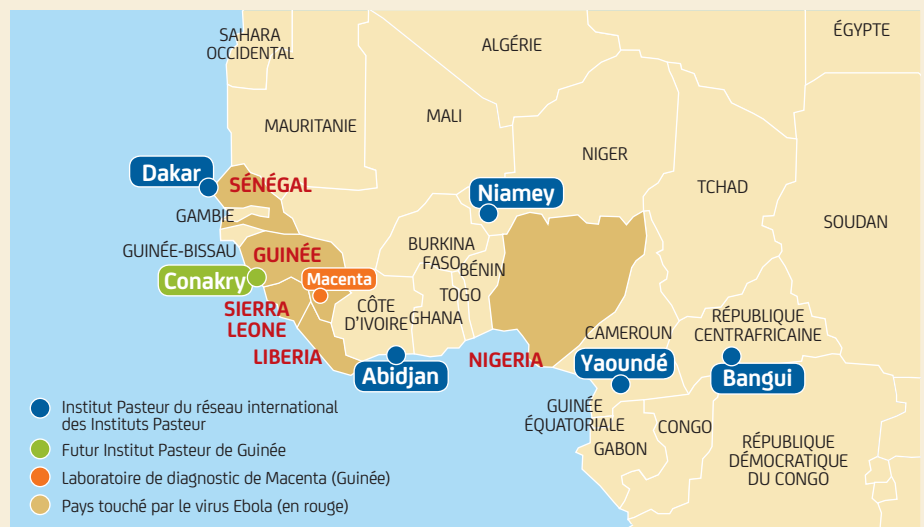 SAHARA
OCCIDENTAL
ALGÉRIE
ÉGYPTE
MAURITANIE
MALI
NIGER
TCHAD
SOUDAN
Dakar
SÉNÉGAL
GAMBIE
Niamey
GUINÉE-BISSAU
GUINÉE
BURKINA
FASO
BÉNIN
Conakry
Macenta
TOGO
SIERRA
LEONE
CÔTE
D'IVOIRE
GHANA
LIBERIA
NIGERIA
CAMEROUN
RÉPUBLIQUE
CENTRAFRICAINE
Abidjan
Yaoundé
Bangui
GUINÉE
ÉQUATORIALE
CONGO
GABON
RÉPUBLIQUE
DÉMOCRATIQUE
DU CONGO
Institut Pasteur du réseau international
des Instituts Pasteur
Futur Institut Pasteur de Guinée
Laboratoire de diagnostic de Macenta (Guinée)
Pays touché par le virus Ebola (en rouge)